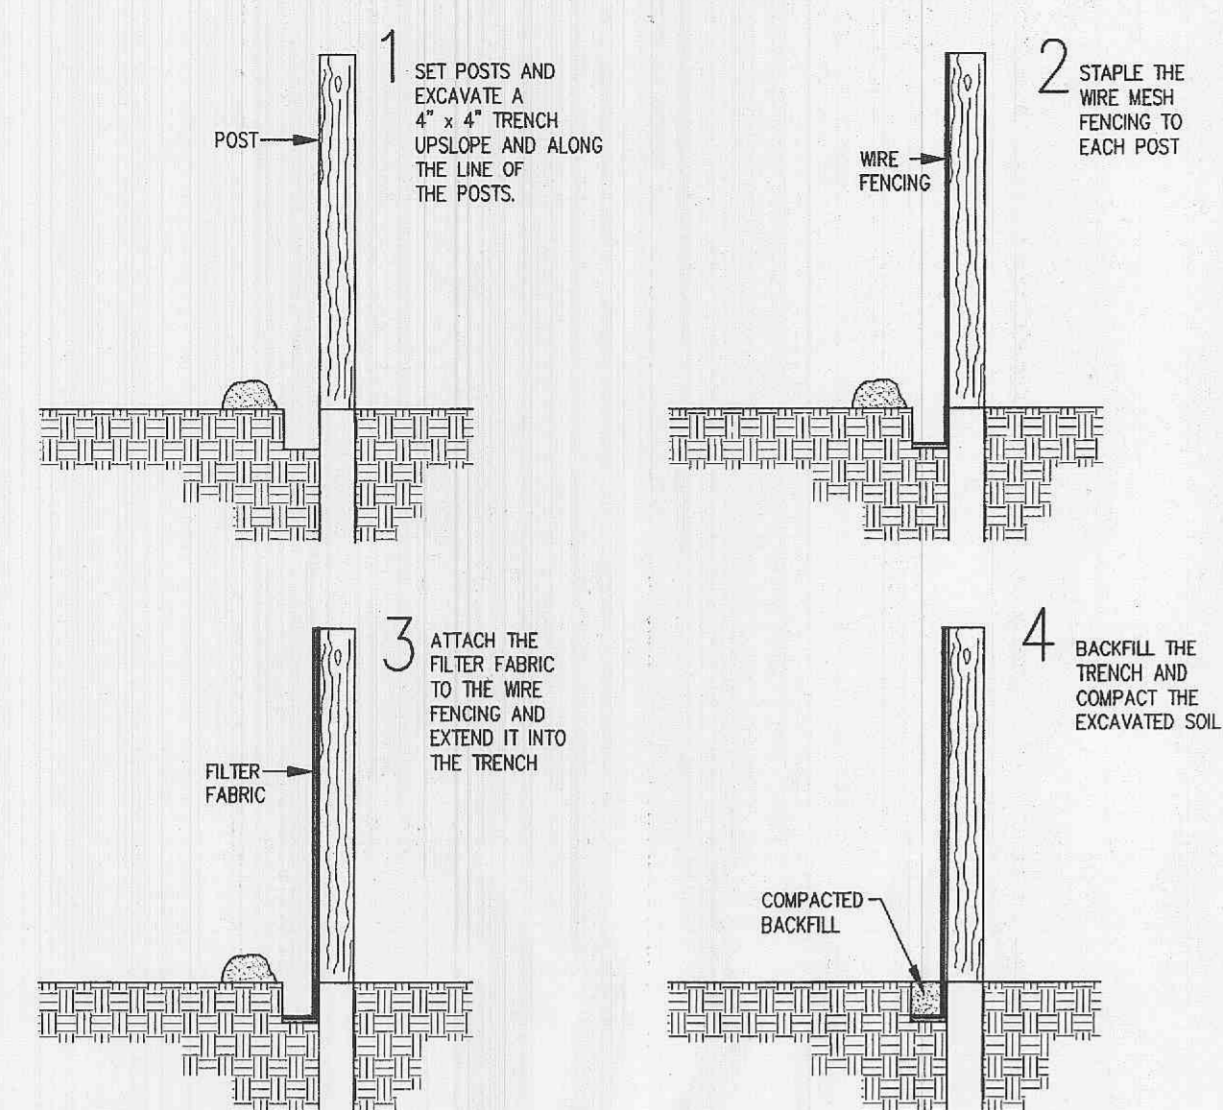 1
SET POSTS AND
EXCAVATE A
4" x 4" TRENCH
UPSLOPE AND ALONG
THE LINE OF
THE POSTS.
POST
2
STAPLE THE
WIRE MESH
FENCING TO
EACH POST
WIRE
FENCING
3
ATTACH THE
FILTER FABRIC
TO THE WIRE
FENCING AND
EXTEND IT INTO
THE TRENCH
FILTER
FABRIC
4
BACKFILL THE
TRENCH AND
COMPACT THE
EXCAVATED SOIL
COMPACTED
BACKFILL